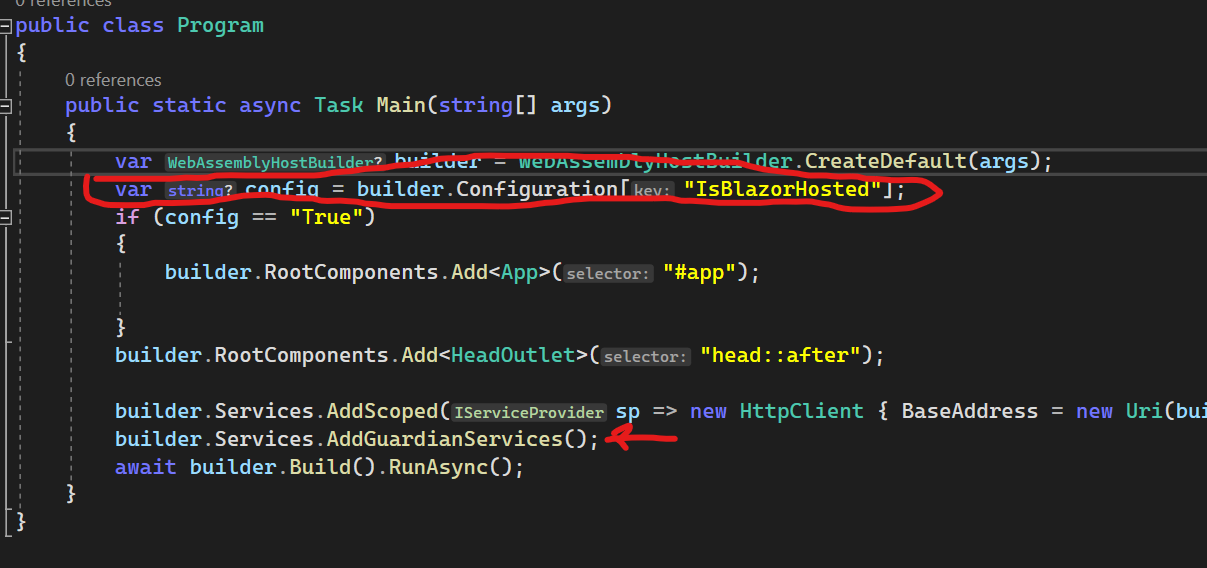 0 references
public class Program
{
0 references
public static async Task Main(string[] args)
{
var WebAssemblyHostBuilder? builder = WebAssemblyHostBuilder.CreateDefault(args);
var string? config = builder.Configuration[key: "IsBlazorHosted"];
if (config == "True")
{
builder.RootComponents.Add<App>(selector: "#app");
}
builder.RootComponents.Add<HeadOutlet>(selector: "head::after");
builder.Services.AddScoped(IServiceProvider sp => new HttpClient { BaseAddress = new Uri(bui
builder.Services.AddGuardianServices();
await builder.Build().RunAsync();
}
}